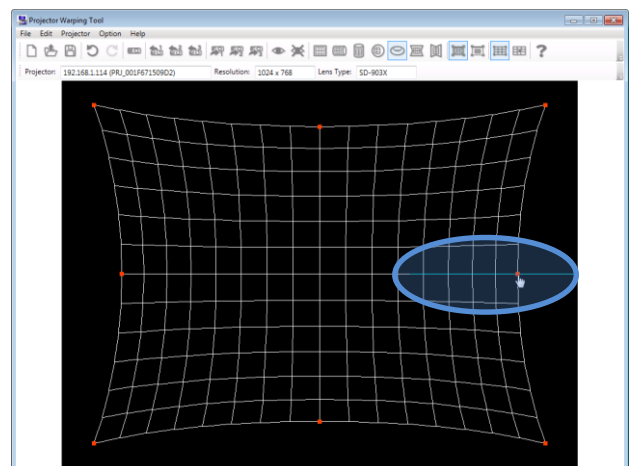 Projector Warping Tool
File Edit Projector Option Help
Projector: 192.168.1.114 (PRJ_001F671509D2) Resolution: 1024 x 768 Lens Type: SD-903X